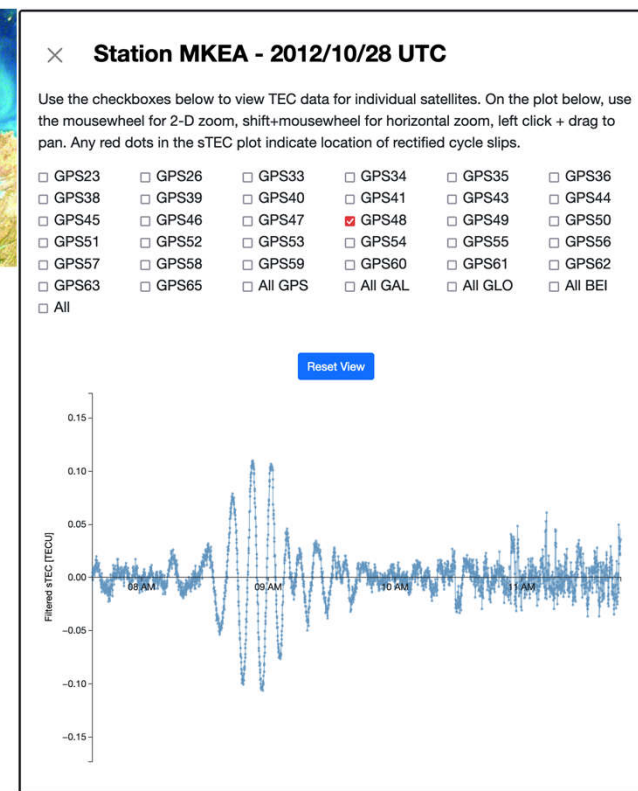 × Station MKEA - 2012/10/28 UTC
Use the checkboxes below to view TEC data for individual satellites. On the plot below, use
the mousewheel for 2-D zoom, shift+mousewheel for horizontal zoom, left click + drag to
pan. Any red dots in the sTEC plot indicate location of rectified cycle slips.
GPS23 GPS26 GPS33 GPS34 GPS35 GPS36
GPS38 GPS39 GPS40 GPS41 GPS43 GPS44
GPS45 GPS46 GPS47 GPS48 GPS49 GPS50
GPS51 GPS52 GPS53 GPS54 GPS55 GPS56
GPS57 GPS58 GPS59 GPS60 GPS61 GPS62
GPS63 GPS65 All GPS All GAL All GLO All BEI
All
Reset View
Filtered sTEC [TECU]
0.15
0.10
0.05
0.00
−0.05
−0.10
−0.15
08 AM 09 AM 10 AM 11 AM